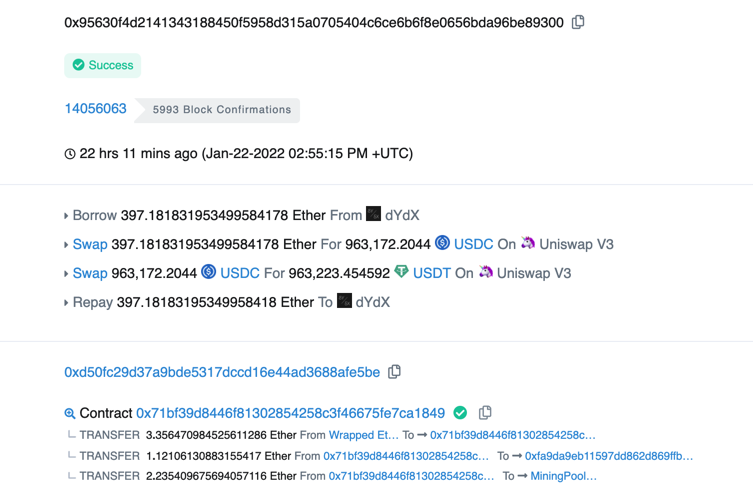 0x95630f4d2141343188450f5958d315a0705404c6ce6b6f8e0656bda96be89300
Success
14056063 5993 Block Confirmations
22 hrs 11 mins ago (Jan-22-2022 02:55:15 PM +UTC)
Borrow 397.181831953499584178 Ether From dYdX
Swap 397.181831953499584178 Ether For 963,172.2044 USDC On Uniswap V3
Swap 963,172.2044 USDC For 963,223.454592 USDT On Uniswap V3
Repay 397.18183195349958418 Ether To dYdX
0xd50fc29d37a9bde5317dccd16e44ad3688afe5be
Contract 0x71bf39d8446f81302854258c3f46675fe7ca1849
TRANSFER 3.356470984525611286 Ether From Wrapped Et... To → 0x71bf39d8446f81302854258c...
TRANSFER 1.12106130883155417 Ether From 0x71bf39d8446f81302854258c... To → 0xfa9da9eb11597dd862d869ffb...
TRANSFER 2.235409675694057116 Ether From 0x71bf39d8446f81302854258c... To → MiningPool...